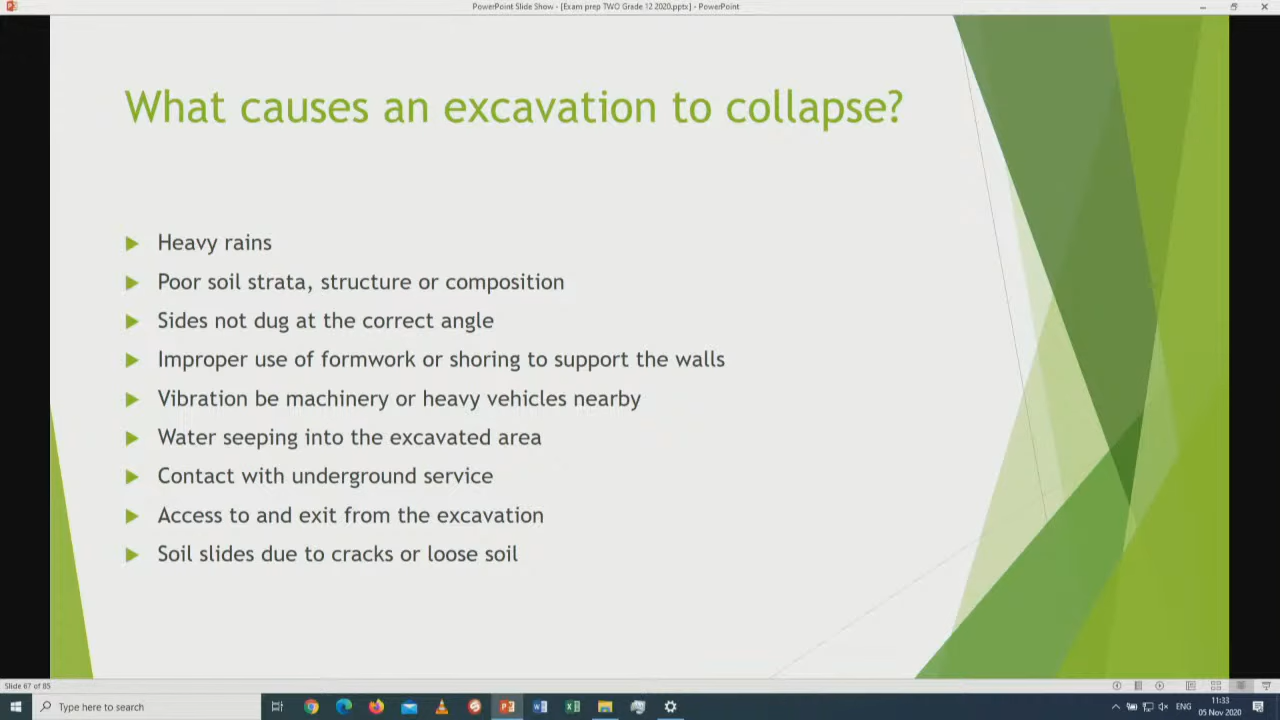 PowerPoint Slide Show - [Exam prep TWO Grade 12 2020.pptx] - PowerPoint
What causes an excavation to collapse?
Heavy rains
Poor soil strata, structure or composition
Sides not dug at the correct angle
Improper use of formwork or shoring to support the walls
Vibration be machinery or heavy vehicles nearby
Water seeping into the excavated area
Contact with underground service
Access to and exit from the excavation
Soil slides due to cracks or loose soil
Slide 67 of 85
Type here to search
ENG
11:33
05 Nov 2020